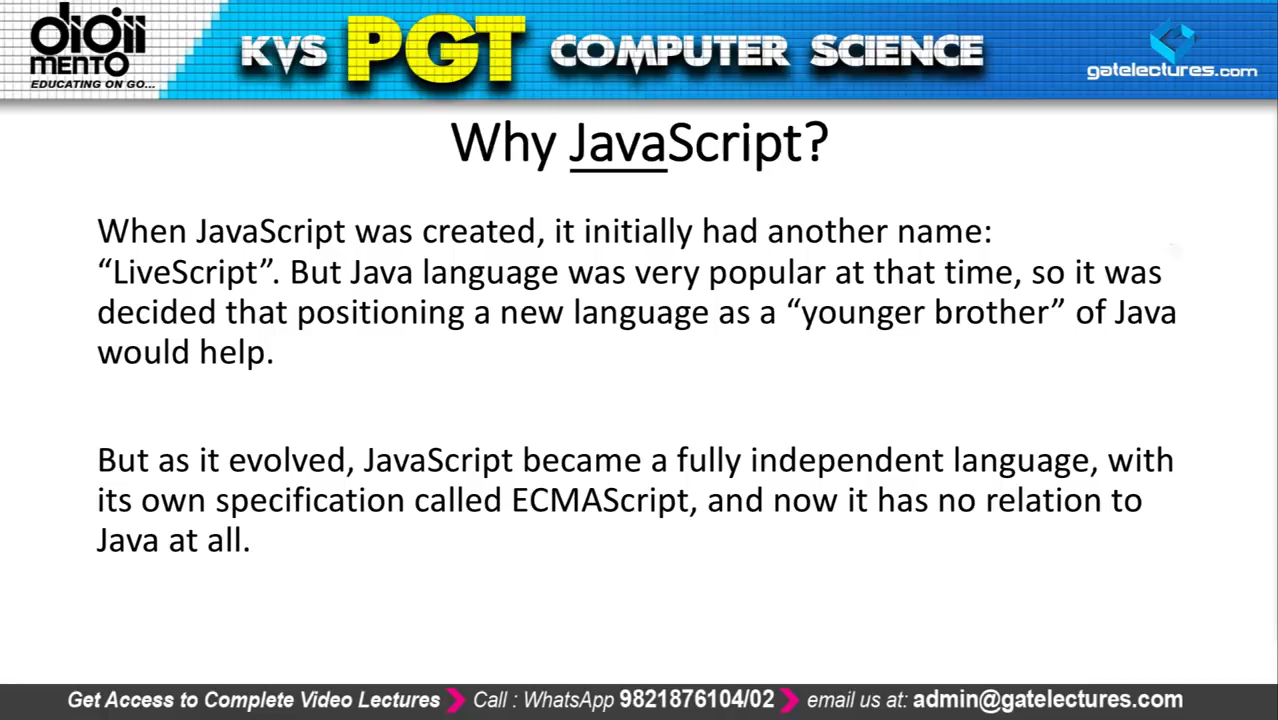 digii
MENTO
EDUCATING ON GO...
KVS PGT COMPUTER SCIENCE
gatelectures.com
Why JavaScript?
When JavaScript was created, it initially had another name:
“LiveScript”. But Java language was very popular at that time, so it was
decided that positioning a new language as a “younger brother” of Java
would help.
But as it evolved, JavaScript became a fully independent language, with
its own specification called ECMAScript, and now it has no relation to
Java at all.
Get Access to Complete Video Lectures Call : WhatsApp 9821876104/02 email us at: admin@gatelectures.com